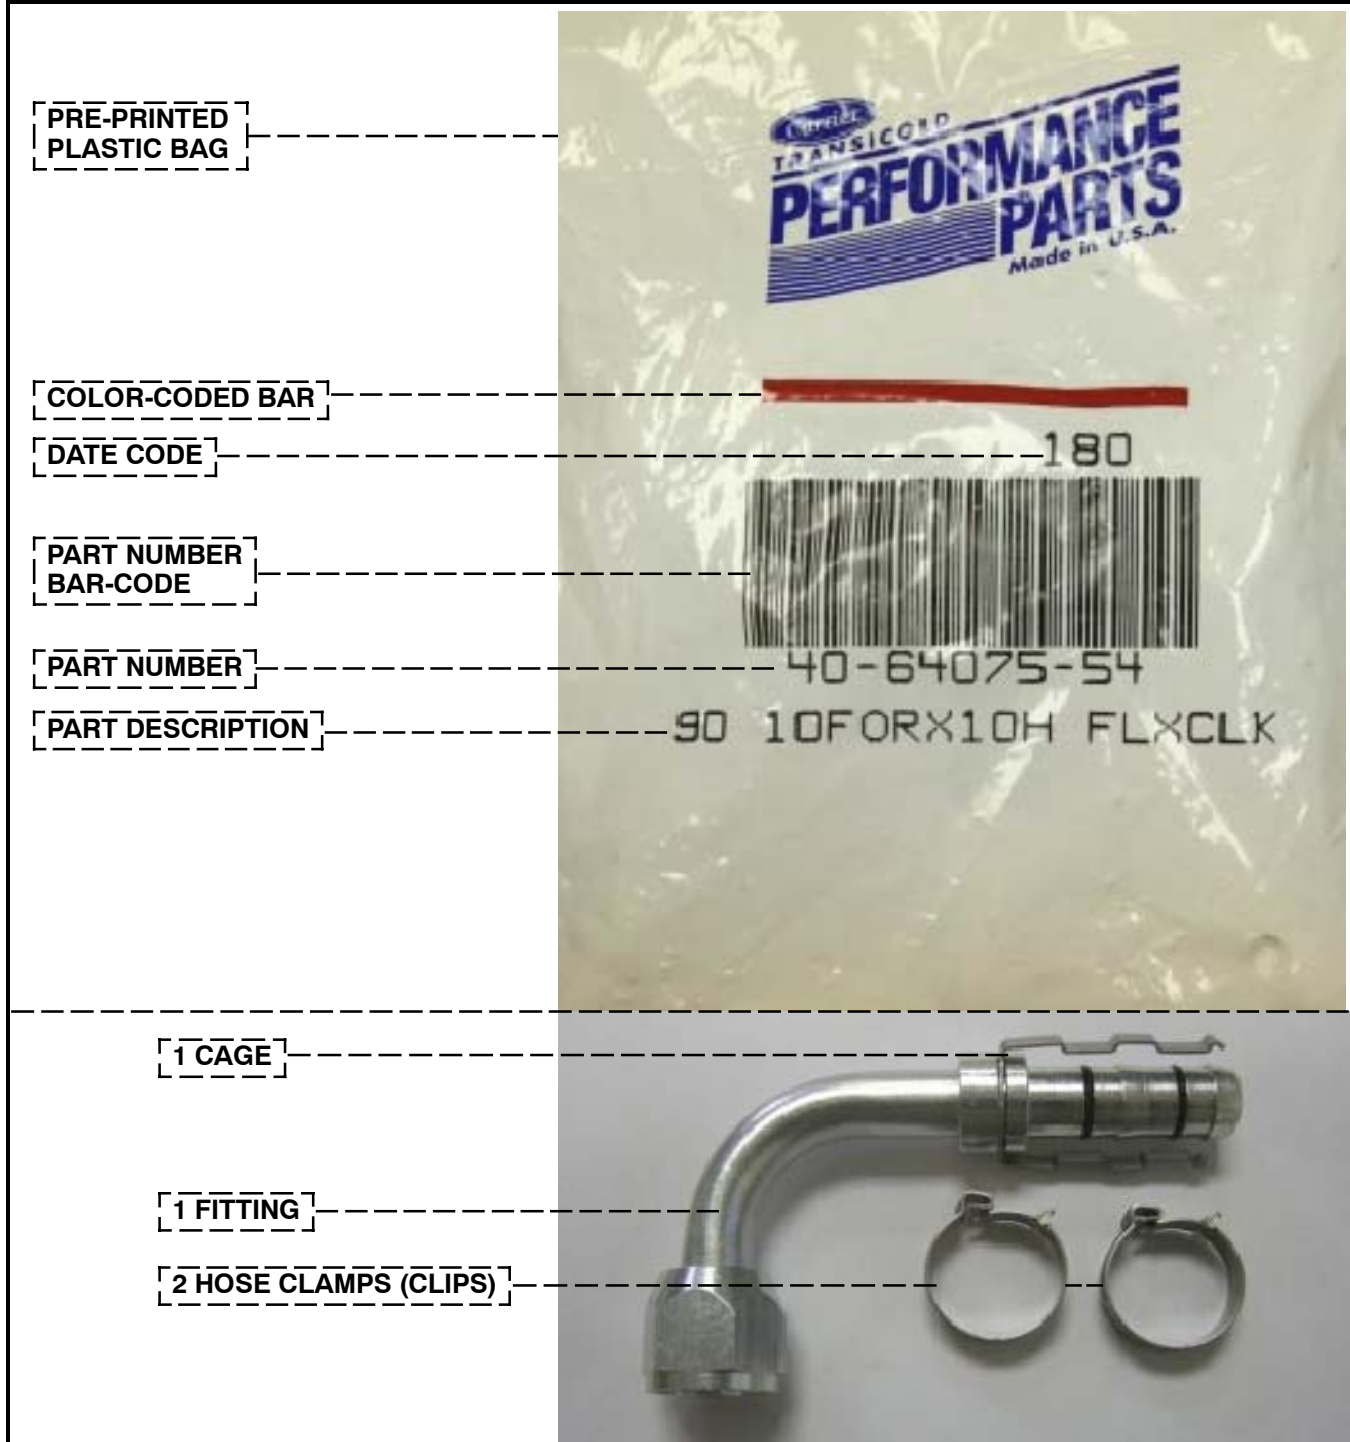 PRE-PRINTED
PLASTIC BAG
Carrier
TRANSICOLD
PERFORMANCE
PARTS
Made in U.S.A.
COLOR-CODED BAR
DATE CODE
180
PART NUMBER
BAR-CODE
PART NUMBER
40-64075-54
PART DESCRIPTION
90 10FORX10H FLXCLK
1 CAGE
1 FITTING
2 HOSE CLAMPS (CLIPS)